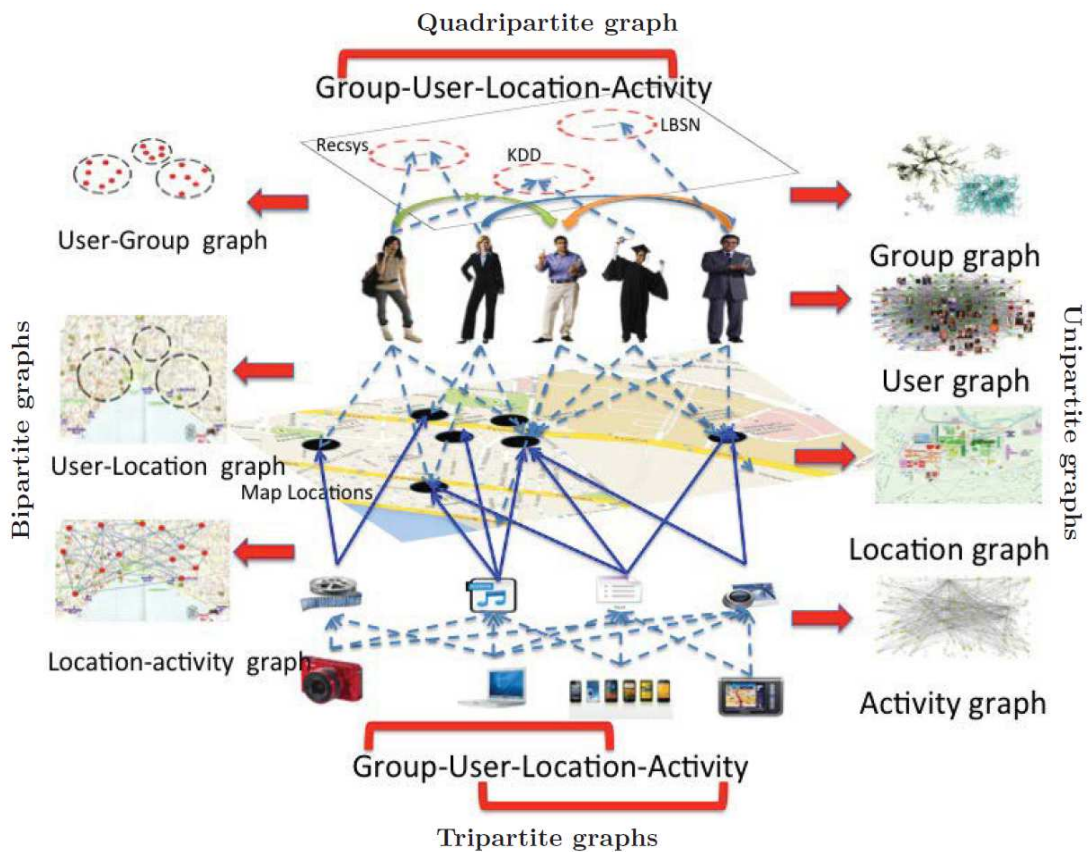 Quadripartite graph
Group-User-Location-Activity
LBSN
Recsys
KDD
User-Group graph
Group graph
Bipartite graphs
Unipartite graphs
User graph
User-Location graph
Map Locations
Location graph
Location-activity graph
Activity graph
Group-User-Location-Activity
Tripartite graphs